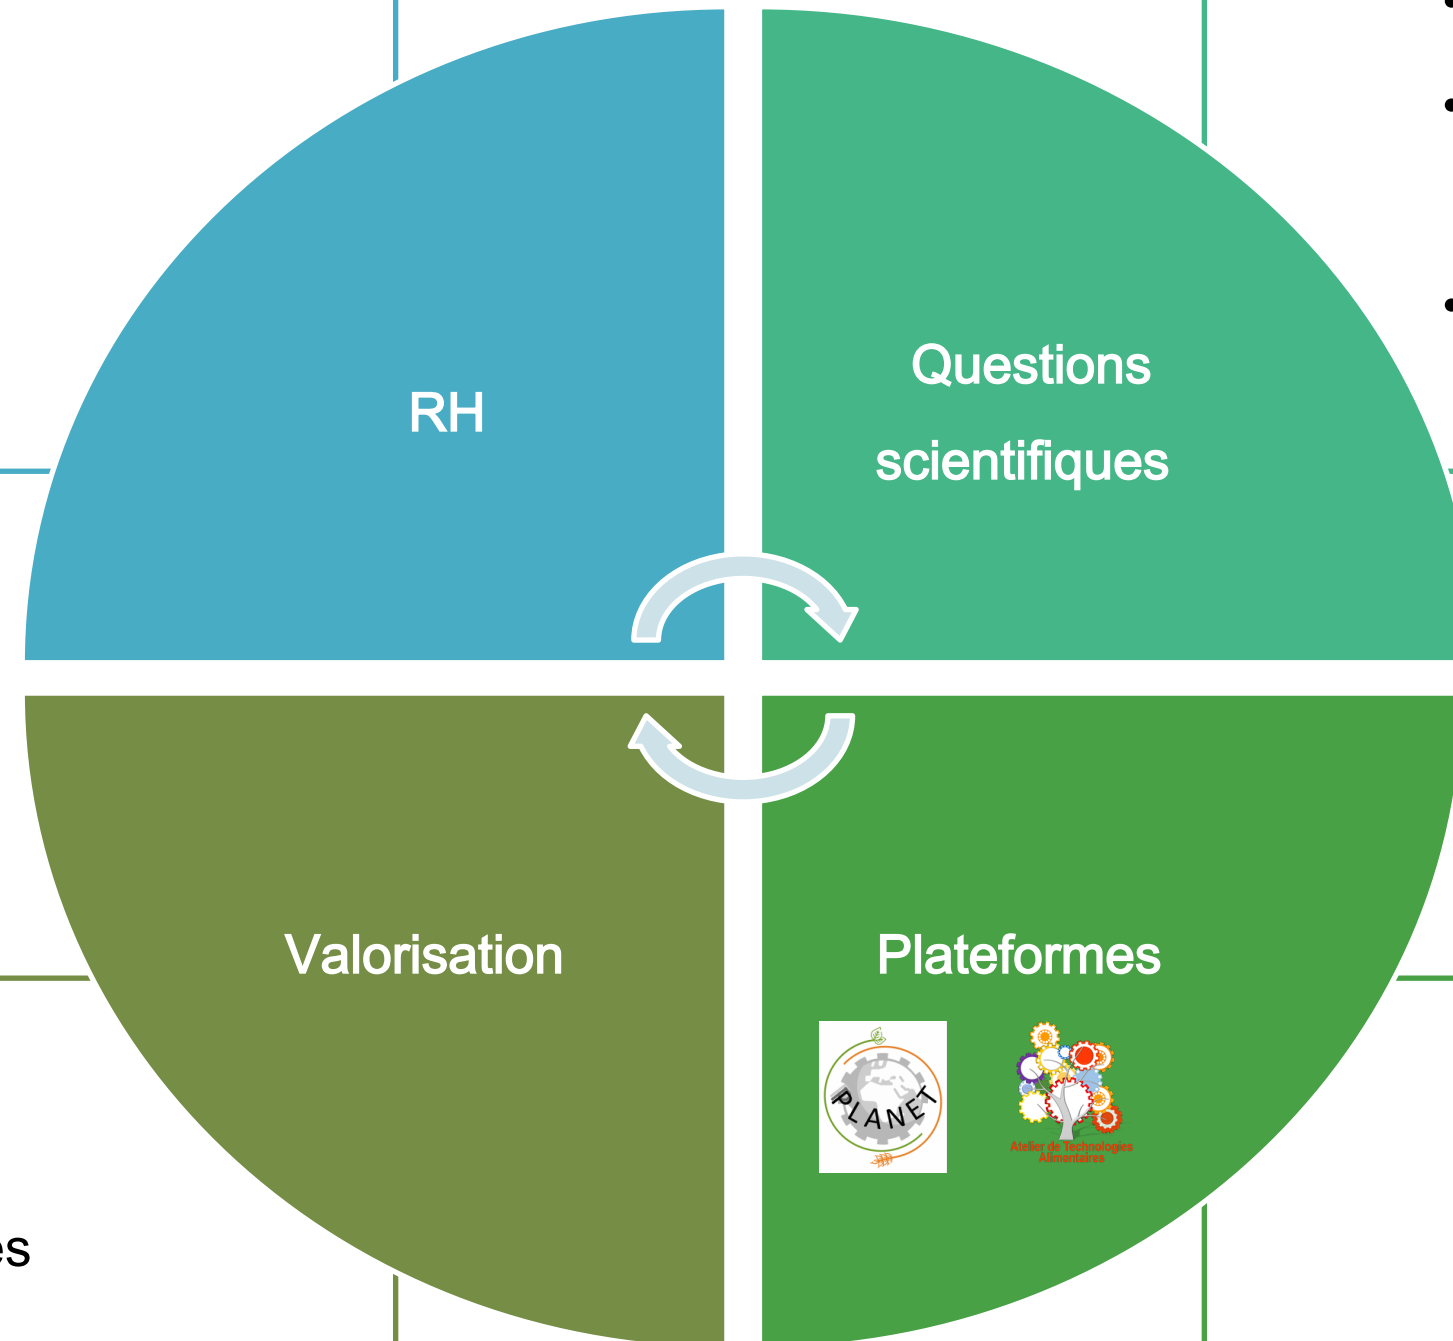 RH
Questions
scientifiques
Valorisation
Plateformes
PLANET
Atelier de Technologies
Alimentaires
es